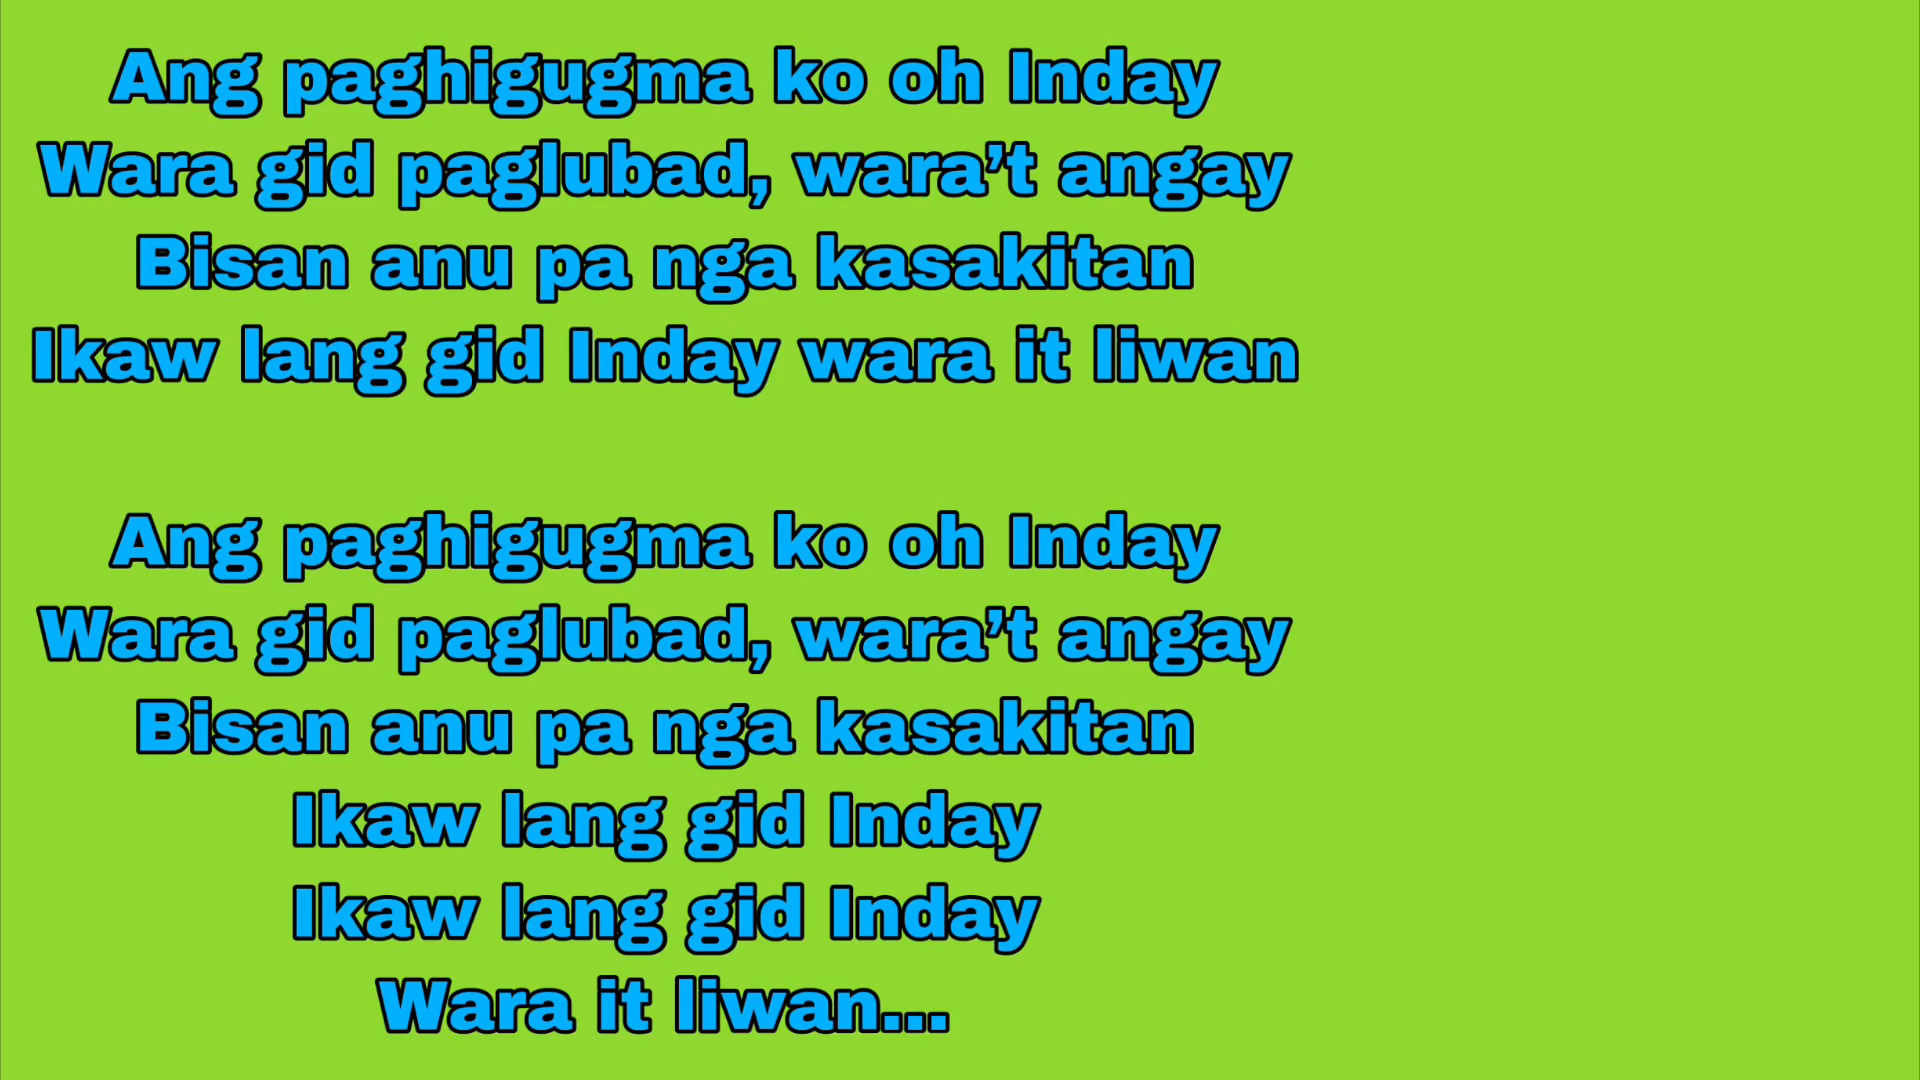 Ang paghigugma ko oh Inday
Wara gid paglubad, wara’t angay
Bisan anu pa nga kasakitan
Ikaw lang gid Inday wara it liwan
Ang paghigugma ko oh Inday
Wara gid paglubad, wara’t angay
Bisan anu pa nga kasakitan
Ikaw lang gid Inday
Ikaw lang gid Inday
Wara it liwan...